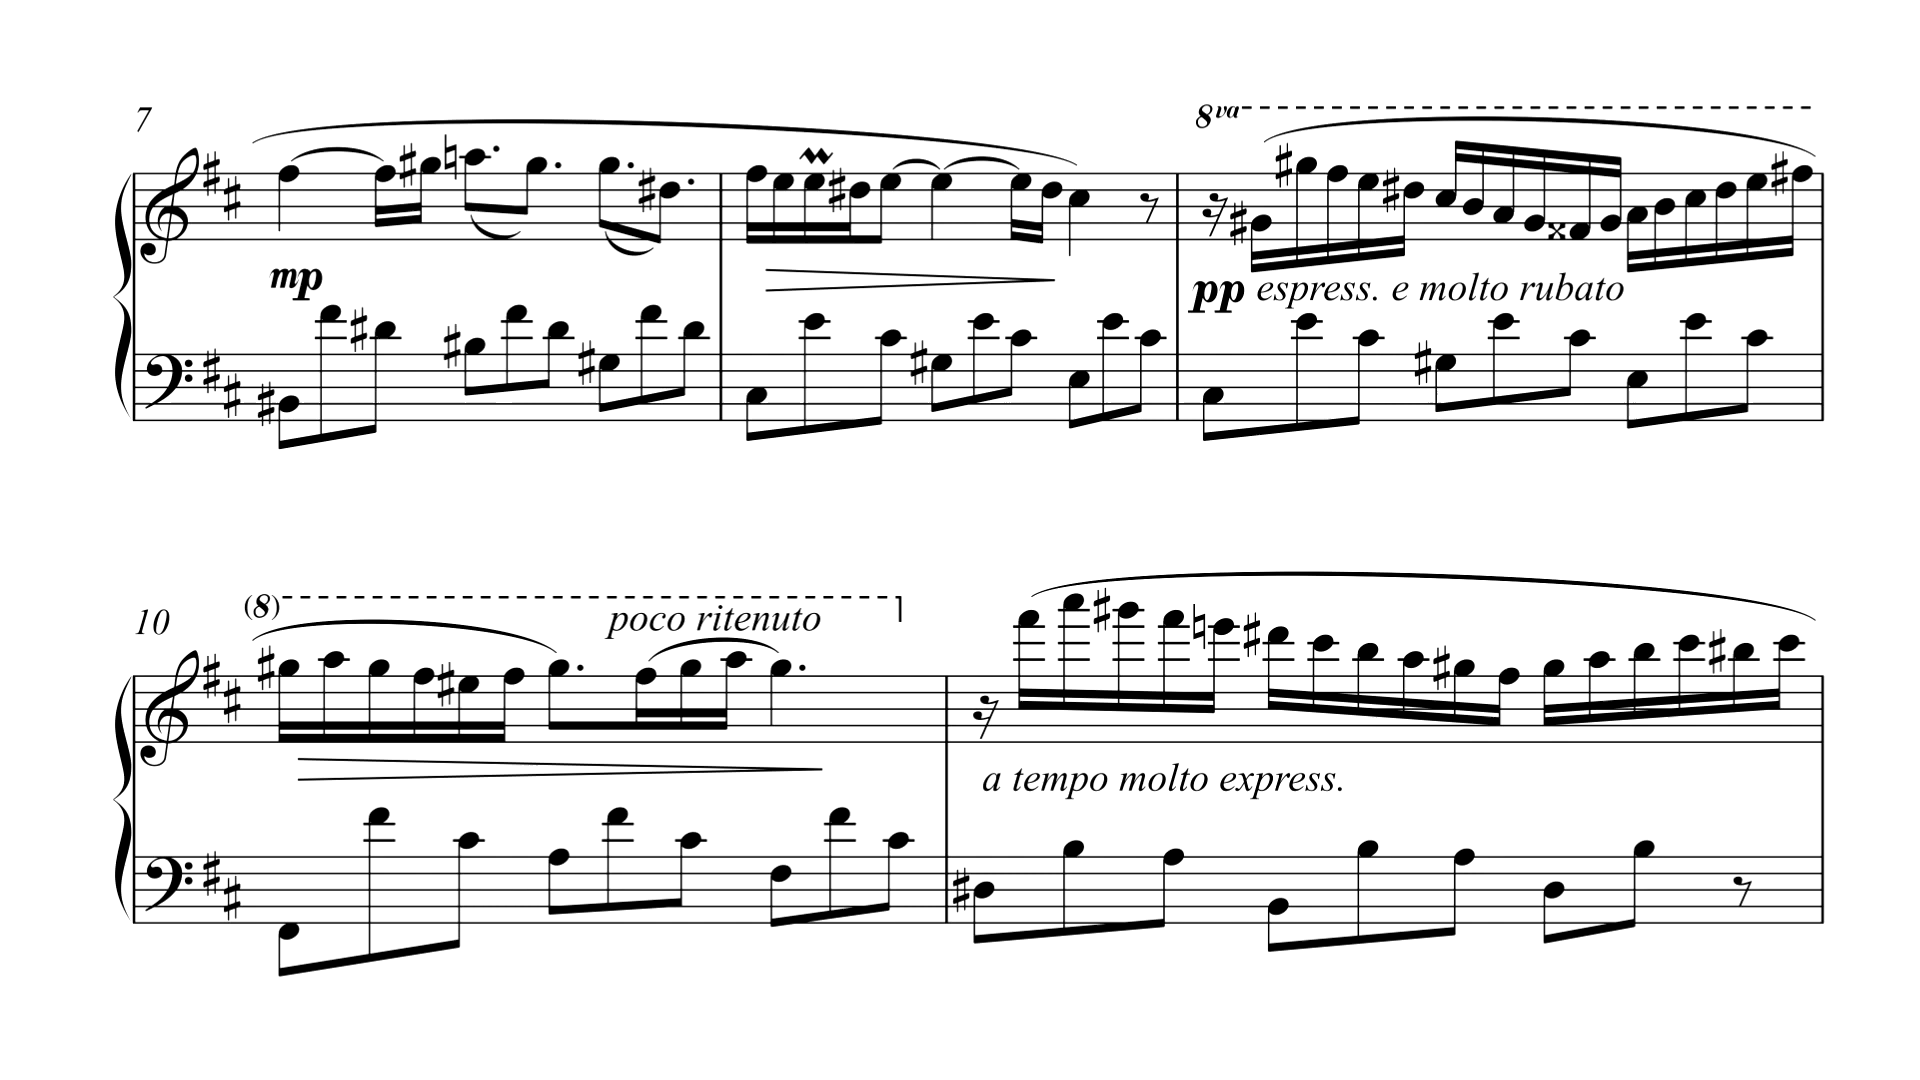 7
8va
mp
pp espress. e molto rubato
10
(8)
poco ritenuto
a tempo molto express.